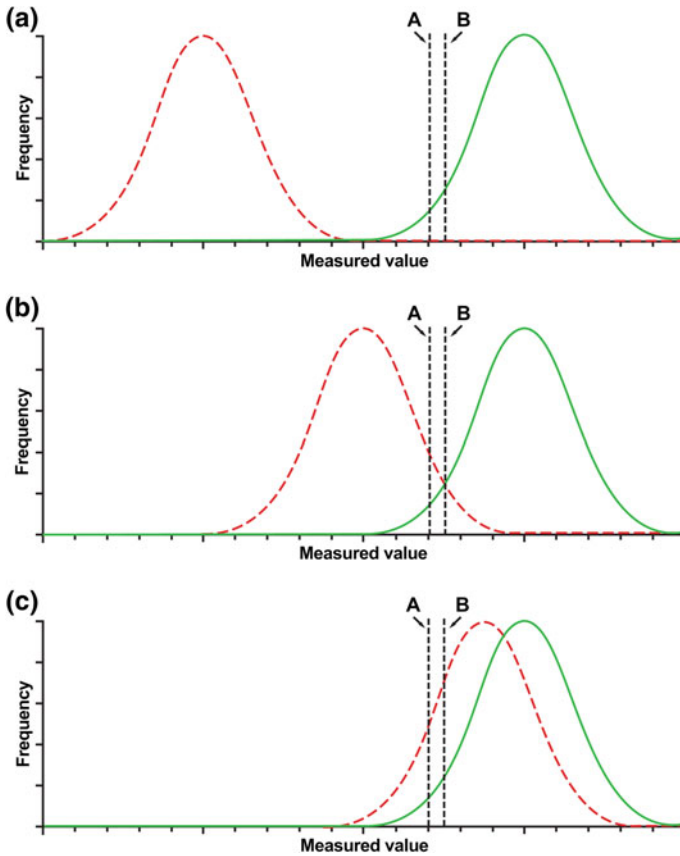 (a)
A B
Frequency
Measured value
(b)
A B
Frequency
Measured value
(c)
A B
Frequency
Measured value